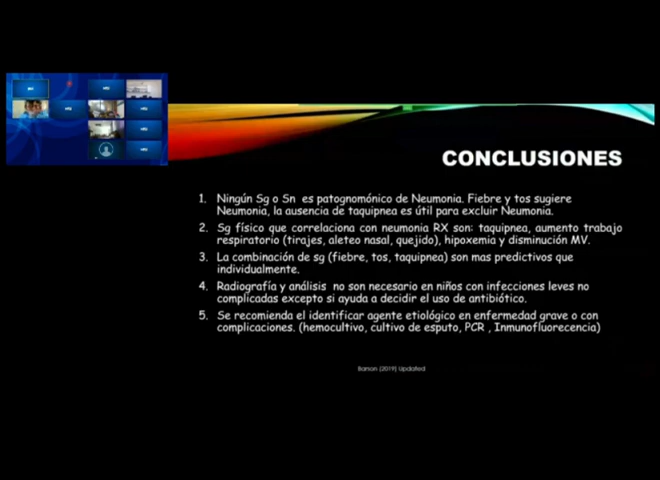 CONCLUSIONES
1. Ningún Sg o Sn es patognomónico de Neumonia. Fiebre y tos sugiere
Neumonia, la ausencia de taquipnea es útil para excluir Neumonia.
2. Sg físico que correlaciona con neumonia RX son: taquipnea, aumento trabajo
respiratorio (tirajes, aleteo nasal, quejido), hipoxemia y disminución MV.
3. La combinación de sg (fiebre, tos, taquipnea) son mas predictivos que
individualmente.
4. Radiografía y análisis no son necesario en niños con infecciones leves no
complicadas excepto si ayuda a decidir el uso de antibiótico.
5. Se recomienda el identificar agente etiológico en enfermedad grave o con
complicaciones. (hemocultivo, cultivo de esputo, PCR , Inmunofluorecencia)
(2019) Updated